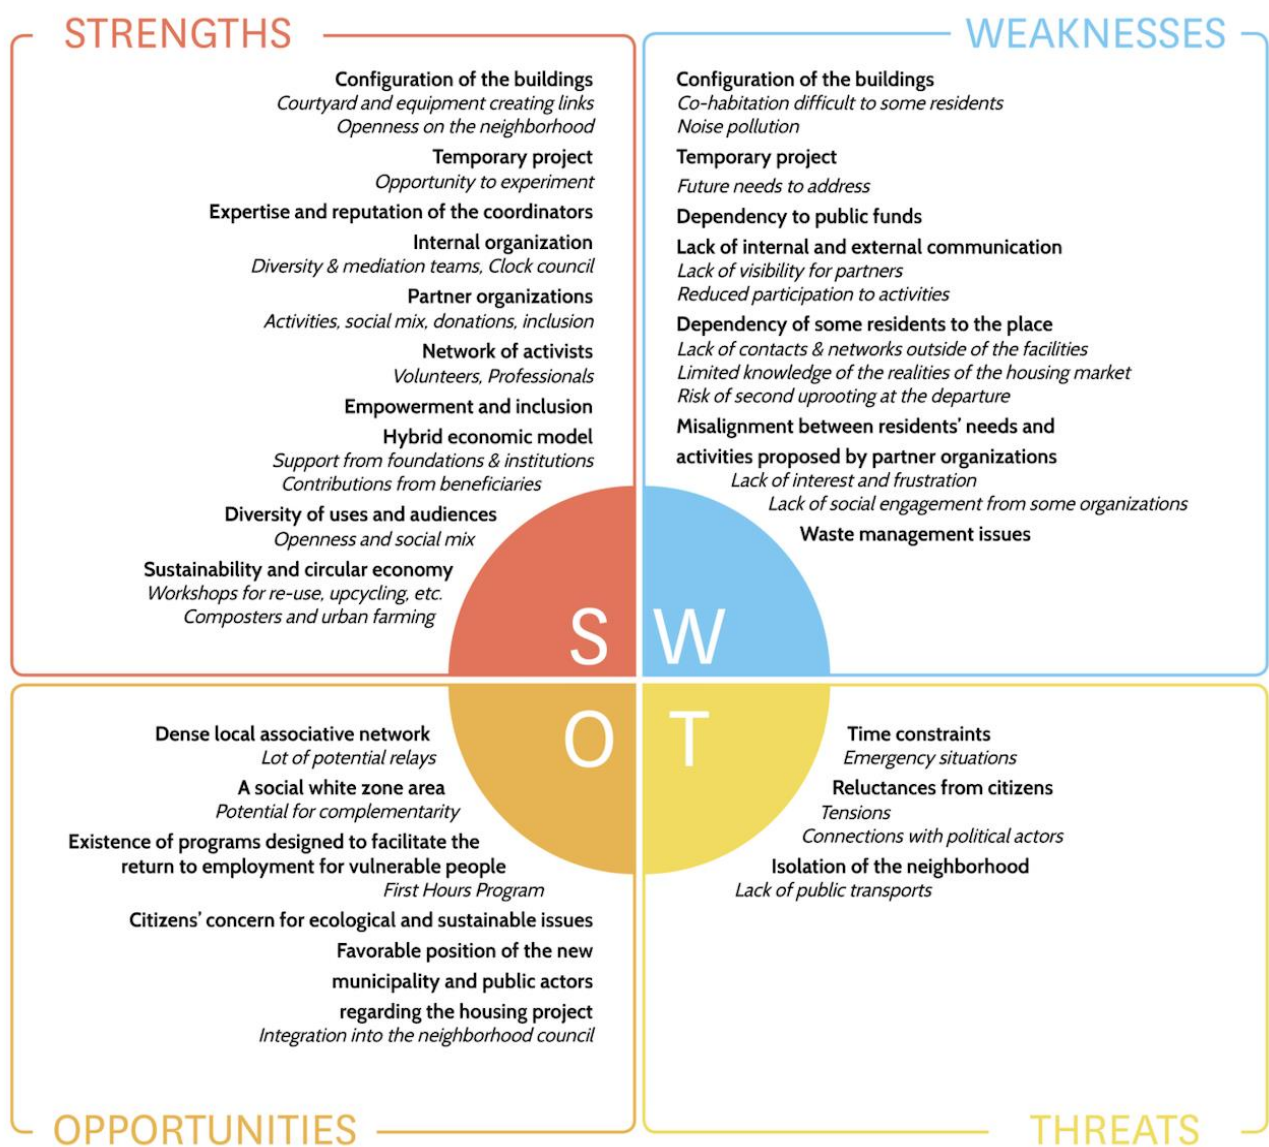 STRENGTHS
Configuration of the buildings
Courtyard and equipment creating links
Openness on the neighborhood
Temporary project
Opportunity to experiment
Expertise and reputation of the coordinators
Internal organization
Diversity & mediation teams, Clock council
Partner organizations
Activities, social mix, donations, inclusion
Network of activists
Volunteers, Professionals
Empowerment and inclusion
Hybrid economic model
Support from foundations & institutions
Contributions from beneficiaries
Diversity of uses and audiences
Openness and social mix
Sustainability and circular economy
Workshops for re-use, upcycling, etc.
Composters and urban farming
S
WEAKNESSES
Configuration of the buildings
Co-habitation difficult to some residents
Noise pollution
Temporary project
Future needs to address
Dependency to public funds
Lack of internal and external communication
Lack of visibility for partners
Reduced participation to activities
Dependency of some residents to the place
Lack of contacts & networks outside of the facilities
Limited knowledge of the realities of the housing market
Risk of second uprooting at the departure
Misalignment between residents' needs and
activities proposed by partner organizations
Lack of interest and frustration
Lack of social engagement from some organizations
Waste management issues
W
O
Dense local associative network
Lot of potential relays
A social white zone area
Potential for complementarity
Existence of programs designed to facilitate the
return to employment for vulnerable people
First Hours Program
Citizens' concern for ecological and sustainable issues
Favorable position of the new
municipality and public actors
regarding the housing project
Integration into the neighborhood council
OPPORTUNITIES
T
Time constraints
Emergency situations
Reluctances from citizens
Tensions
Connections with political actors
Isolation of the neighborhood
Lack of public transports
THREATS